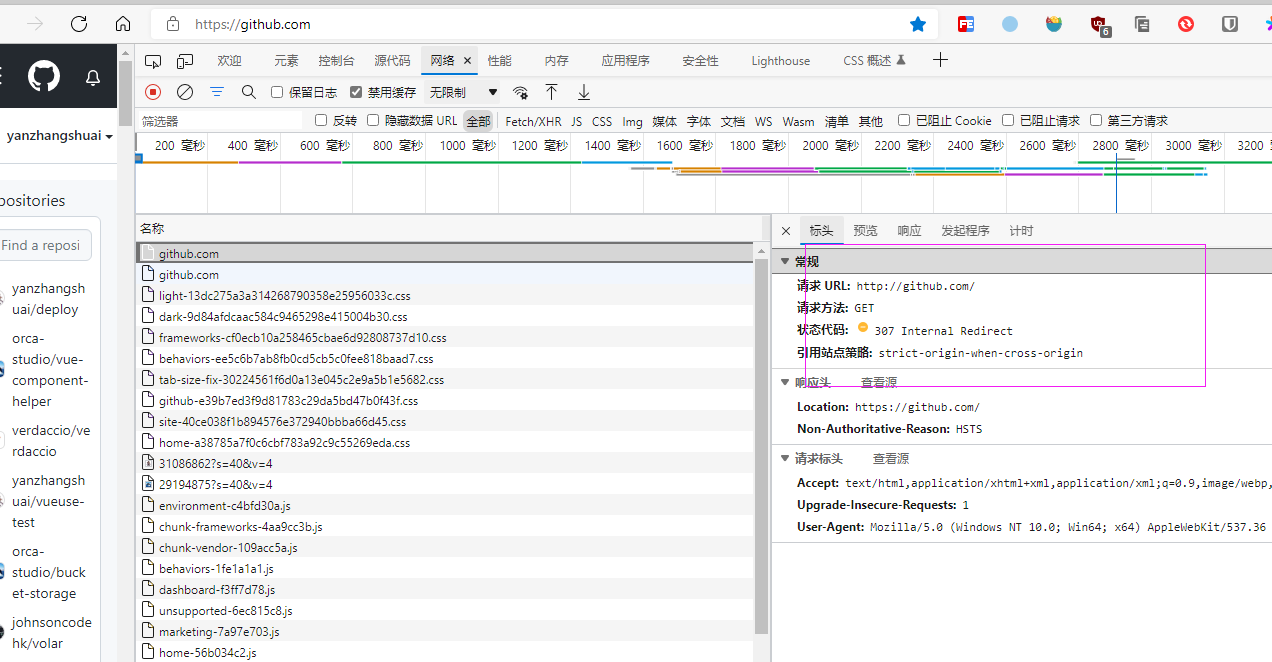 https://github.com
6
yanzhangshuai
欢迎 元素 控制台 源代码 网络 性能 内存 应用程序 安全性 Lighthouse CSS 概述
保留日志 禁用缓存 无限制
筛选器 反转 隐藏数据 URL 全部 Fetch/XHR JS CSS Img 媒体 字体 文档 WS Wasm 清单 其他 已阻止 Cookie 已阻止请求 第三方请求
200 毫秒 400 毫秒 600 毫秒 800 毫秒 1000 毫秒 1200 毫秒 1400 毫秒 1600 毫秒 1800 毫秒 2000 毫秒 2200 毫秒 2400 毫秒 2600 毫秒 2800 毫秒 3000 毫秒 3200
ositories
Find a reposi
yanzhangsh
uai/deploy
orca-
studio/vue-
component-
helper
verdaccio/ve
rdaccio
yanzhangsh
uai/vueuse-
test
orca-
studio/buck
et-storage
johnsoncode
hk/volar
名称
github.com
github.com
light-13dc275a3a314268790358e25956033c.css
dark-9d84afdcaac584c9465298e415004b30.css
frameworks-cf0ecb10a258465cbae6d92808737d10.css
behaviors-ee5c6b7ab8fb0cd5cb5c0fee818baad7.css
tab-size-fix-30224561f6d0a13e045c2e9a5b1e5682.css
github-e39b7ed3f9d81783c29da5bd47b0f43f.css
site-40ce038f1b894576e372940bbba66d45.css
home-a38785a7f0c6cbf783a92c9c55269eda.css
31086862?s=40&v=4
29194875?s=40&v=4
environment-c4bfd30a.js
chunk-frameworks-4aa9cc3b.js
chunk-vendor-109acc5a.js
behaviors-1fe1a1a1.js
dashboard-f3ff7d78.js
unsupported-6ec815c8.js
marketing-7a97e703.js
home-56b034c2.js
标头 预览 响应 发起程序 计时
常规
请求 URL: http://github.com/
请求方法: GET
状态代码: 307 Internal Redirect
引用站点策略: strict-origin-when-cross-origin
响应头 查看源
Location: https://github.com/
Non-Authoritative-Reason: HSTS
请求标头 查看源
Accept: text/html,application/xhtml+xml,application/xml;q=0.9,image/webp,
Upgrade-Insecure-Requests: 1
User-Agent: Mozilla/5.0 (Windows NT 10.0; Win64; x64) AppleWebKit/537.36